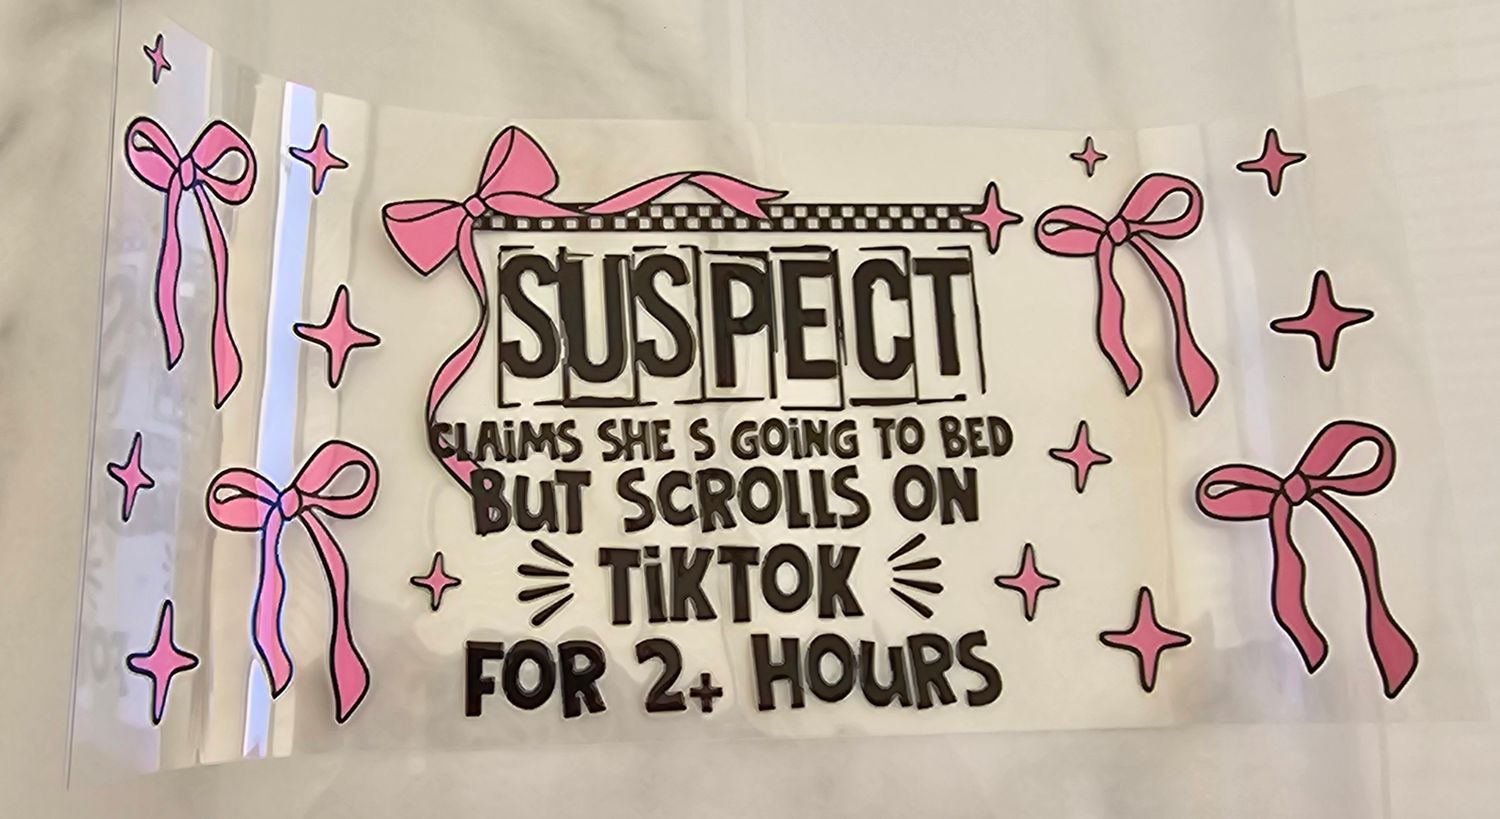 SUSPECT
CLAiMS SHE S GOiNG TO BED
BUT SCROLLS ON
TiKTOK
FOR 2+ HOURS